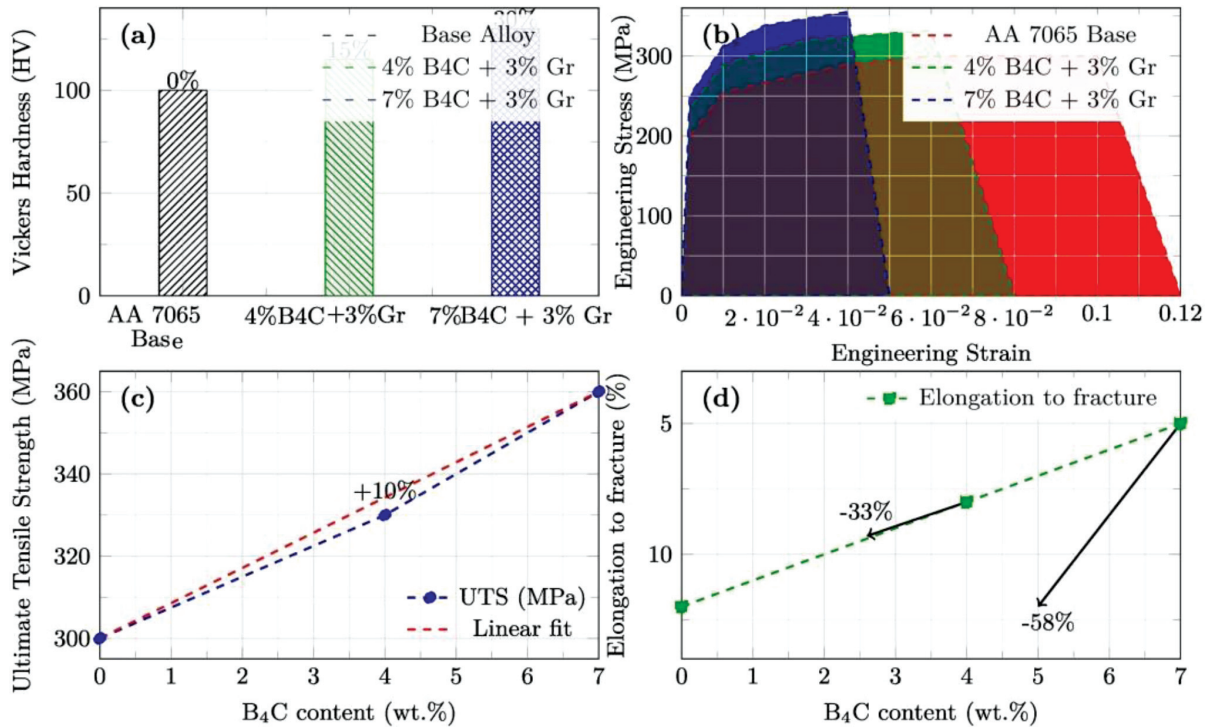 (a)
Base Alloy
4% B4C + 3% Gr
7% B4C + 3% Gr
0%
15%
30%
Vickers Hardness (HV)
100
50
0
AA 7065
Base
4%B4C +3%Gr
7%B4C + 3% Gr
(b)
AA 7065 Base
4% B4C + 3% Gr
7% B4C + 3% Gr
Engineering Stress (MPa)
300
200
100
0
0
2 · 10⁻²
4 · 10⁻²
6 · 10⁻²
8 · 10⁻²
0.1
0.12
Engineering Strain
(c)
+10%
UTS (MPa)
Linear fit
Ultimate Tensile Strength (MPa)
360
340
320
300
0 1 2 3 4 5 6 7
B₄C content (wt.%)
(d)
Elongation to fracture
-33%
-58%
Elongation to fracture (%)
5
10
0 1 2 3 4 5 6 7
B₄C content (wt.%)